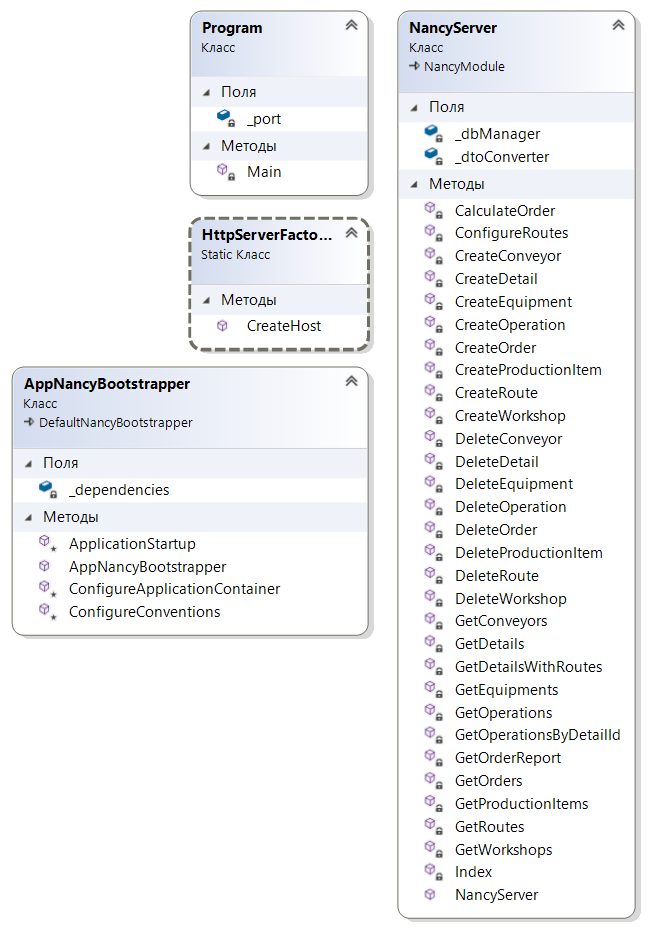 Program
Класс
Поля
_port
Методы
Main
HttpServerFacto...
Static Класс
Методы
CreateHost
AppNancyBootstrapper
Класс
DefaultNancyBootstrapper
Поля
_dependencies
Методы
ApplicationStartup
AppNancyBootstrapper
ConfigureApplicationContainer
ConfigureConventions
NancyServer
Класс
NancyModule
Поля
_dbManager
_dtoConverter
Методы
CalculateOrder
ConfigureRoutes
CreateConveyor
CreateDetail
CreateEquipment
CreateOperation
CreateOrder
CreateProductionItem
CreateRoute
CreateWorkshop
DeleteConveyor
DeleteDetail
DeleteEquipment
DeleteOperation
DeleteOrder
DeleteProductionItem
DeleteRoute
DeleteWorkshop
GetConveyors
GetDetails
GetDetailsWithRoutes
GetEquipments
GetOperations
GetOperationsByDetailId
GetOrderReport
GetOrders
GetProductionItems
GetRoutes
GetWorkshops
Index
NancyServer